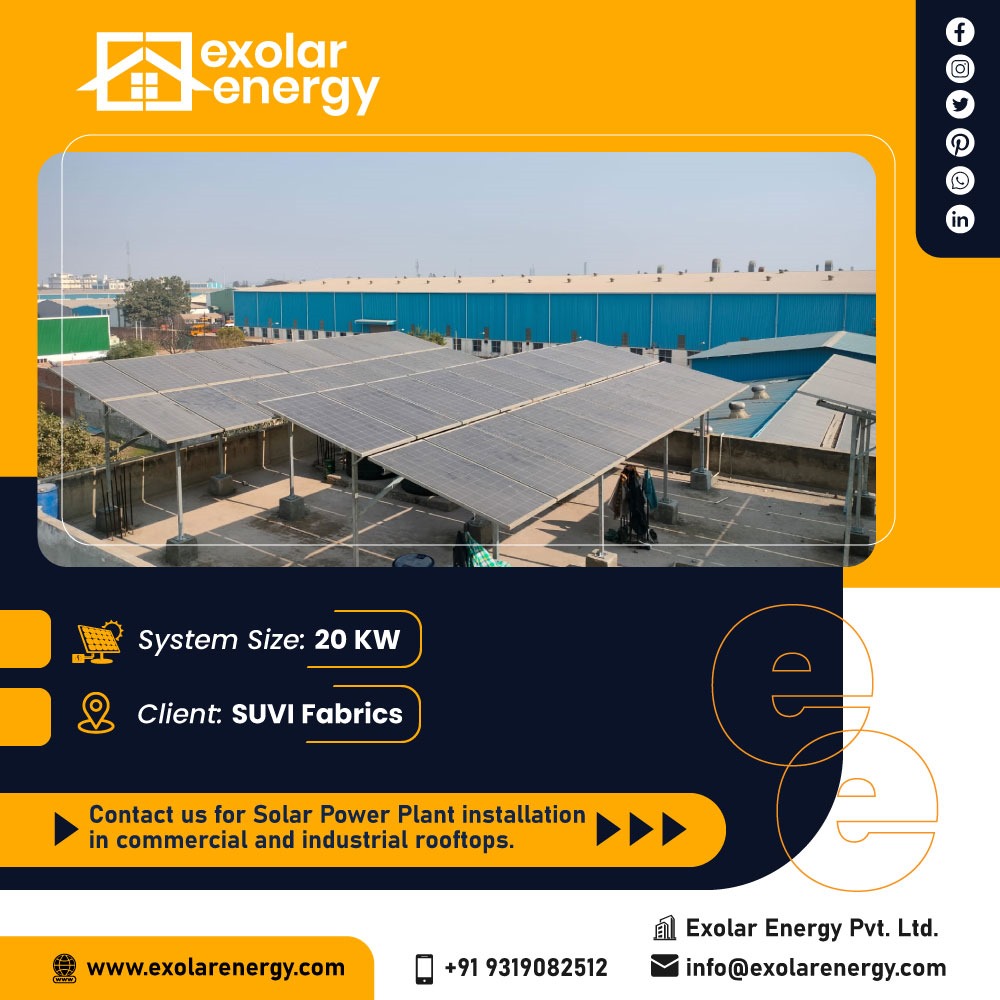 exolar
energy
System Size: 20 KW
Client: SUVI Fabrics
Contact us for Solar Power Plant installation
in commercial and industrial rooftops.
e
e
Exolar Energy Pvt. Ltd.
www.exolarenergy.com
+91 9319082512
info@exolarenergy.com